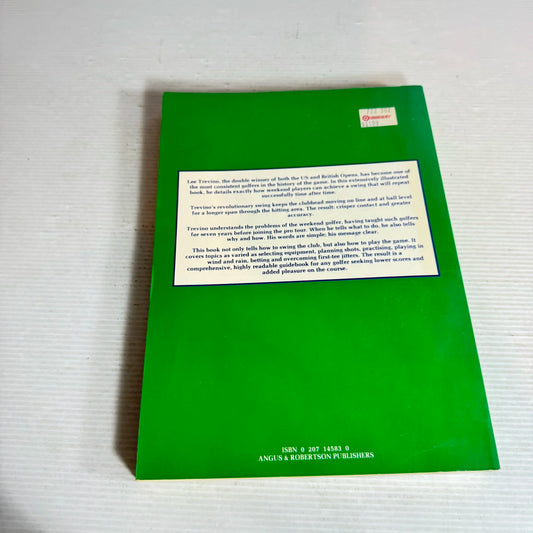 Lee Trevino, the double winner of both the US and British Opens, has become one of
the most consistent golfers in the history of the game. In this extensively illustrated
book, he details exactly how weekend players can achieve a swing that will repeat
successfully time after time.
Trevino's revolutionary swing keeps the clubhead moving on line and at ball level
for a longer span through the hitting area. The result: crisper contact and greater
accuracy.
Trevino understands the problems of the weekend golfer, having taught such golfers
for seven years before joining the pro tour. When he tells what to do, he also tells
why and how. His words are simple; his message clear.
This book not only tells how to swing the club, but also how to play the game. It
covers topics as varied as selecting equipment, planning shots, practising, playing in
wind and rain, betting and overcoming first-tee jitters. The result is a
comprehensive, highly readable guidebook for any golfer seeking lower scores and
added pleasure on the course.
ISBN 0 207 14583 0
ANGUS & ROBERTSON PUBLISHERS